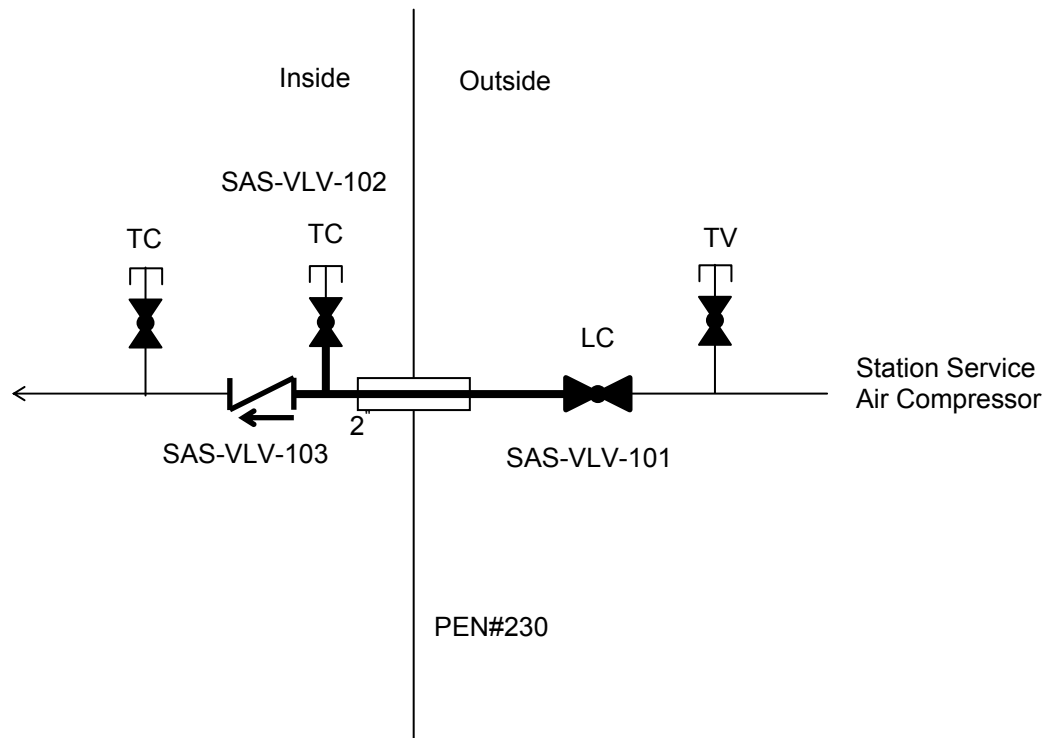 Inside
Outside
SAS-VLV-102
TC
TC
TV
LC
Station Service
Air Compressor
2"
SAS-VLV-103
SAS-VLV-101
PEN#230